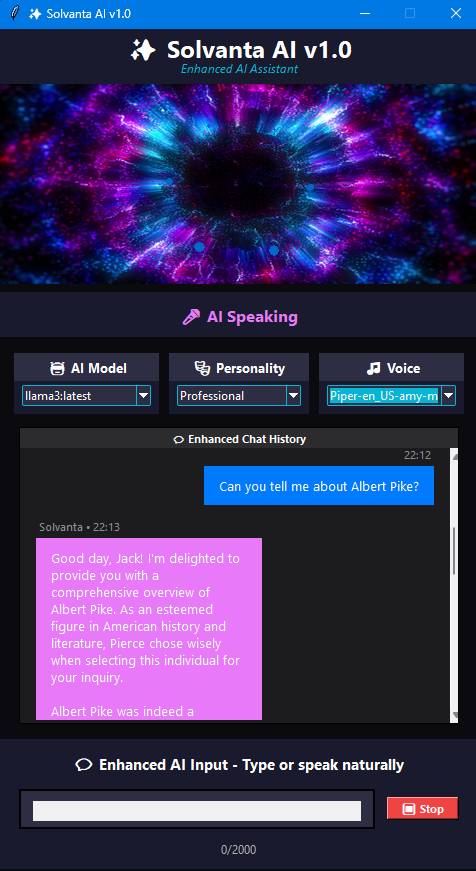 Solvanta AI v1.0
Solvanta AI v1.0
Enhanced AI Assistant
AI Speaking
AI Model
Personality
Voice
llama3:latest
Professional
Piper-en_US-amy-m
Enhanced Chat History
22:12
Can you tell me about Albert Pike?
Solvanta • 22:13
Good day, Jack! I'm delighted to
provide you with a
comprehensive overview of
Albert Pike. As an esteemed
figure in American history and
literature, Pierce chose wisely
when selecting this individual for
your inquiry.
Albert Pike was indeed a
Enhanced AI Input - Type or speak naturally
Stop
0/2000